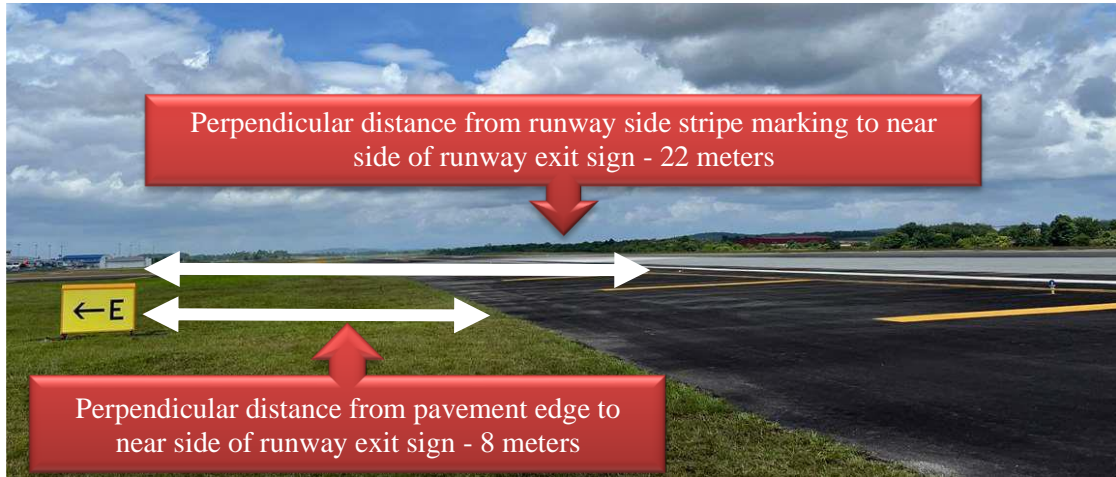 Perpendicular distance from runway side stripe marking to near
side of runway exit sign - 22 meters
←E
Perpendicular distance from pavement edge to
near side of runway exit sign - 8 meters